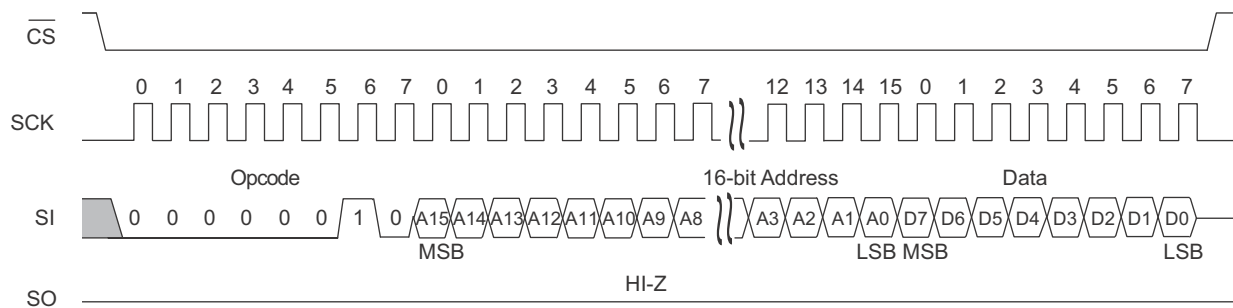 CS
0 1 2 3 4 5 6 7 0 1 2 3 4 5 6 7 12 13 14 15 0 1 2 3 4 5 6 7
SCK
Opcode 16-bit Address Data
SI 0 0 0 0 0 0 1 0 A15 A14 A13 A12 A11 A10 A9 A8 A3 A2 A1 A0 D7 D6 D5 D4 D3 D2 D1 D0
MSB LSB MSB LSB
HI-Z
SO